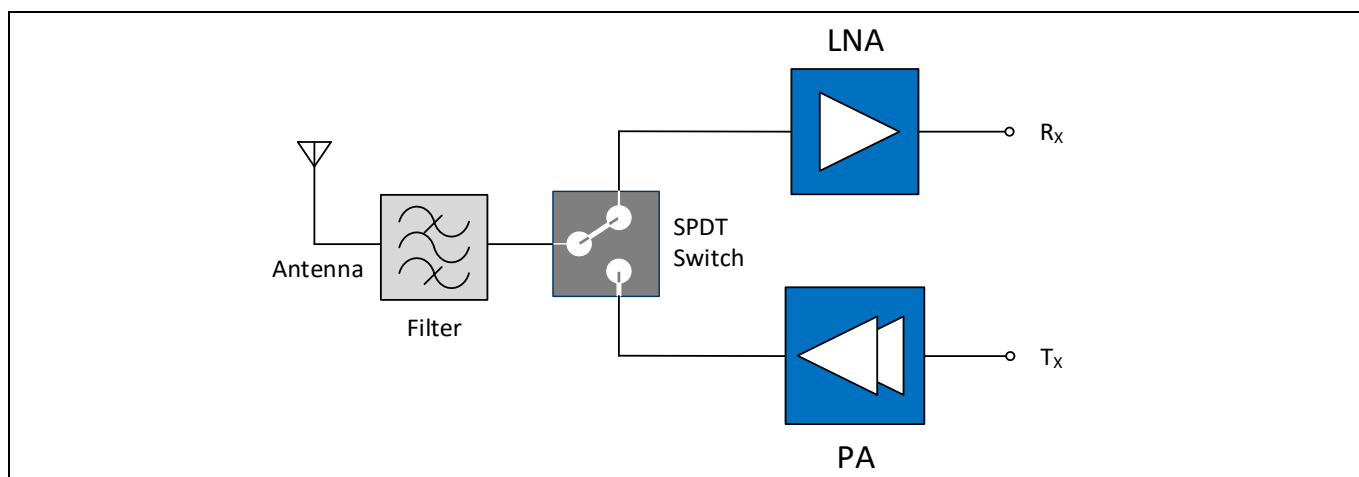 LNA
Rₓ
Antenna
Filter
SPDT
Switch
Tₓ
PA